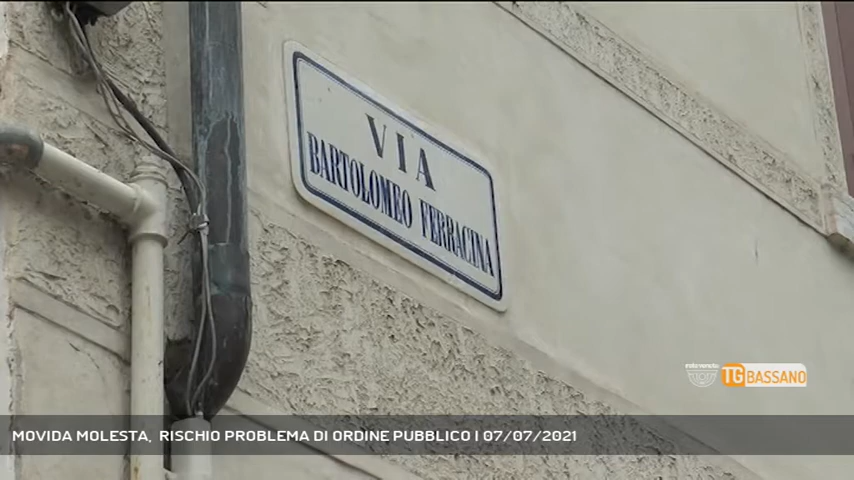 VIA
BARTOLOMEO FERRACINA
TG BASSANO
MOVIDA MOLESTA, RISCHIO PROBLEMA DI ORDINE PUBBLICO | 07/07/2021